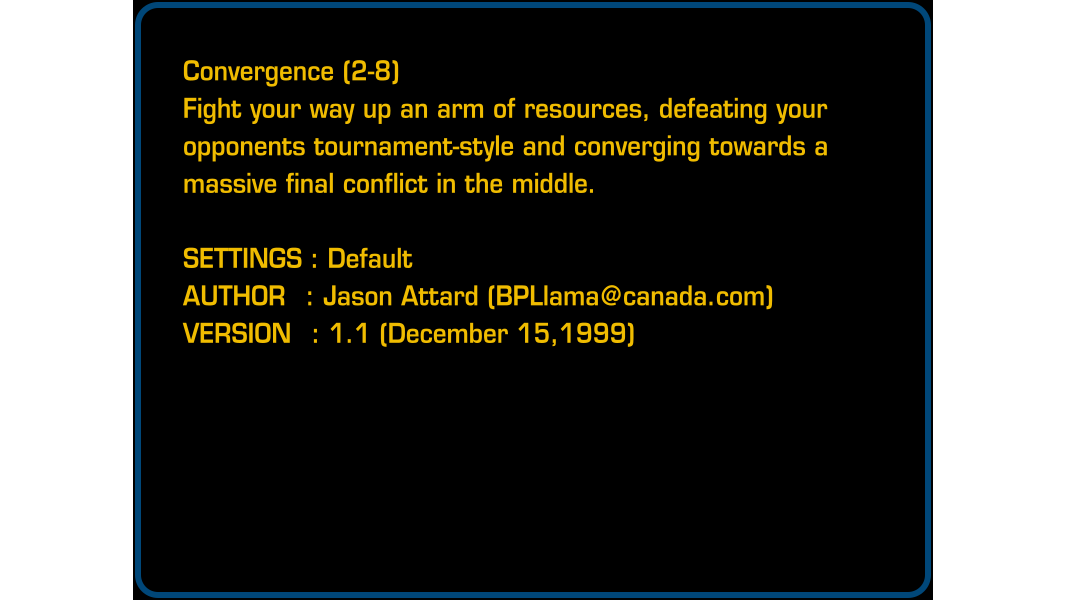 Convergence (2-8)
Fight your way up an arm of resources, defeating your
opponents tournament-style and converging towards a
massive final conflict in the middle.
SETTINGS : Default
AUTHOR : Jason Attard (BPLlama@canada.com)
VERSION : 1.1 (December 15,1999)